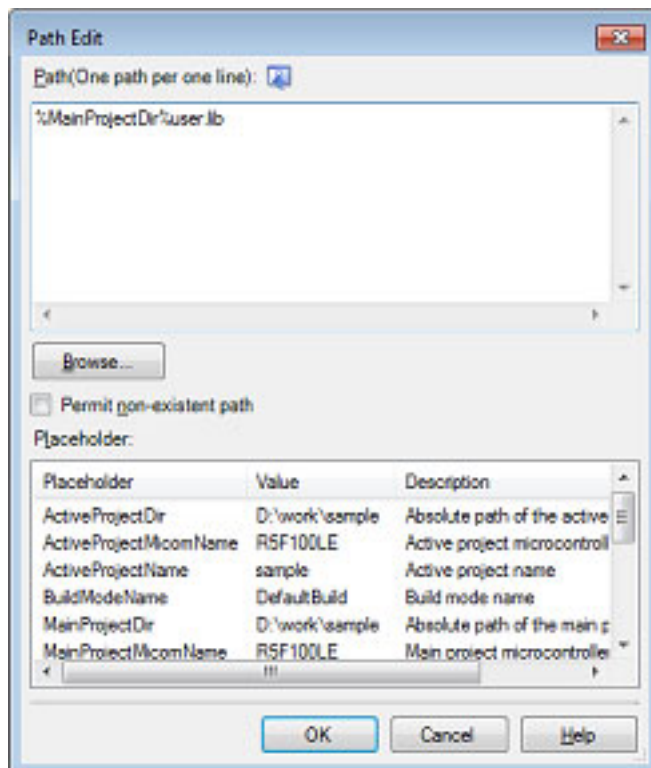 Path Edit
Path(One path per one line):
%MainProjectDir%user.lib
Browse...
Permit non-existent path
Placeholder:
Placeholder Value Description
ActiveProjectDir D:\work\sample Absolute path of the active
ActiveProjectMicomName R5F100LE Active project microcontroll
ActiveProjectName sample Active project name
BuildModeName DefaultBuild Build mode name
MainProjectDir D:\work\sample Absolute path of the main p
MainProjectMicomName R5F100LE Main project microcontroller
OK Cancel Help